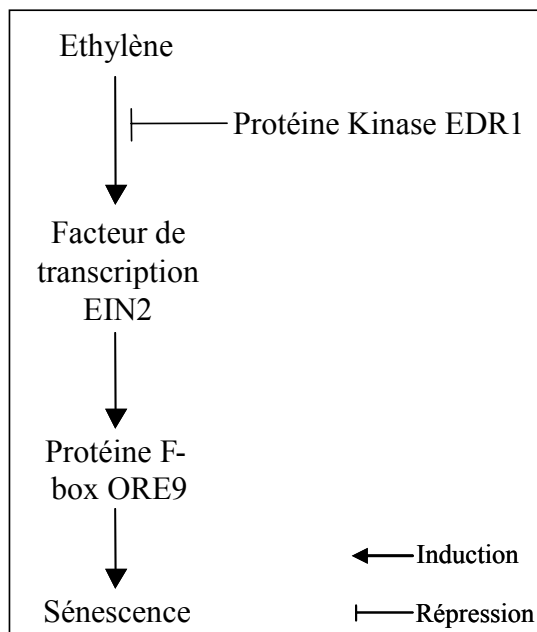 Ethylène
Protéine Kinase EDR1
Facteur de
transcription
EIN2
Protéine F-
box ORE9
Sénescence
Induction
Répression